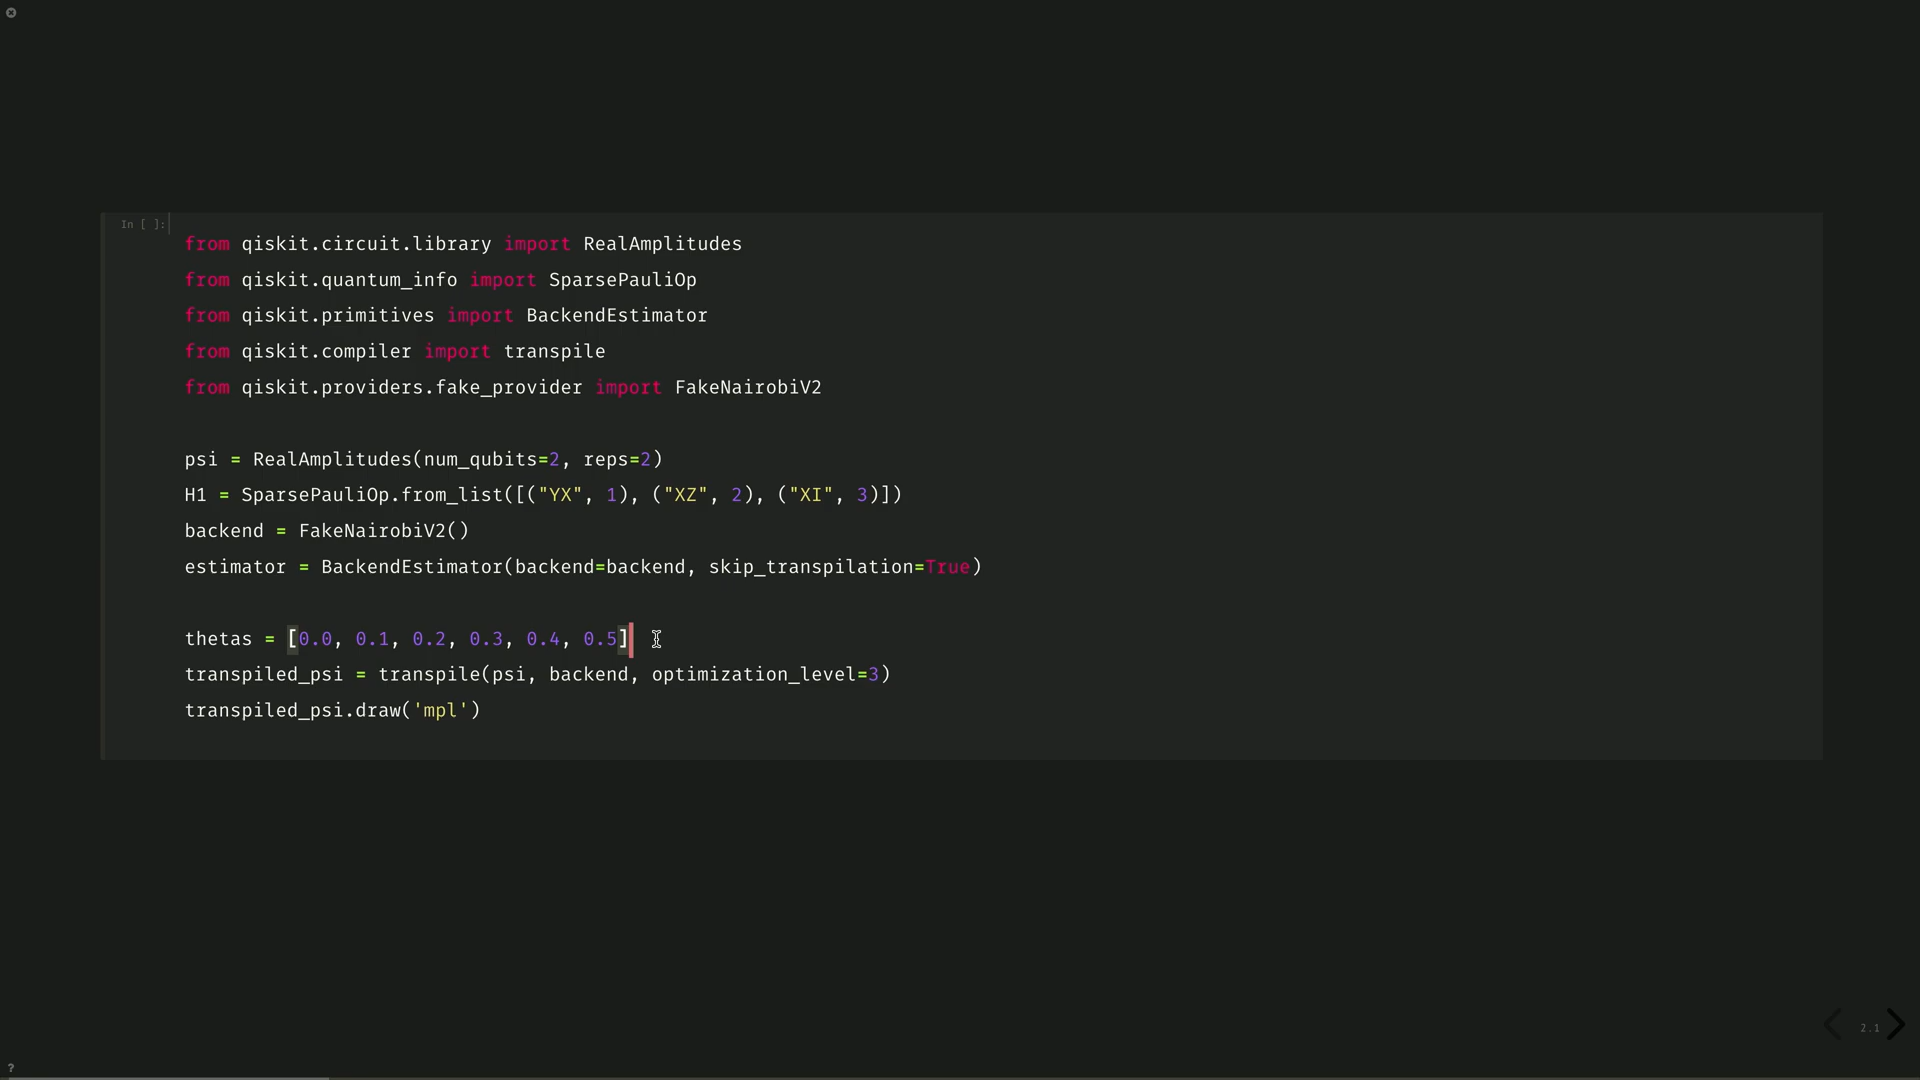 In [ ]:
from qiskit.circuit.library import RealAmplitudes
from qiskit.quantum_info import SparsePauliOp
from qiskit.primitives import BackendEstimator
from qiskit.compiler import transpile
from qiskit.providers.fake_provider import FakeNairobiV2
psi = RealAmplitudes(num_qubits=2, reps=2)
H1 = SparsePauliOp.from_list([("YX", 1), ("XZ", 2), ("XI", 3)])
backend = FakeNairobiV2()
estimator = BackendEstimator(backend=backend, skip_transpilation=True)
thetas = [0.0, 0.1, 0.2, 0.3, 0.4, 0.5]
transpiled_psi = transpile(psi, backend, optimization_level=3)
transpiled_psi.draw('mpl')
2.1
?